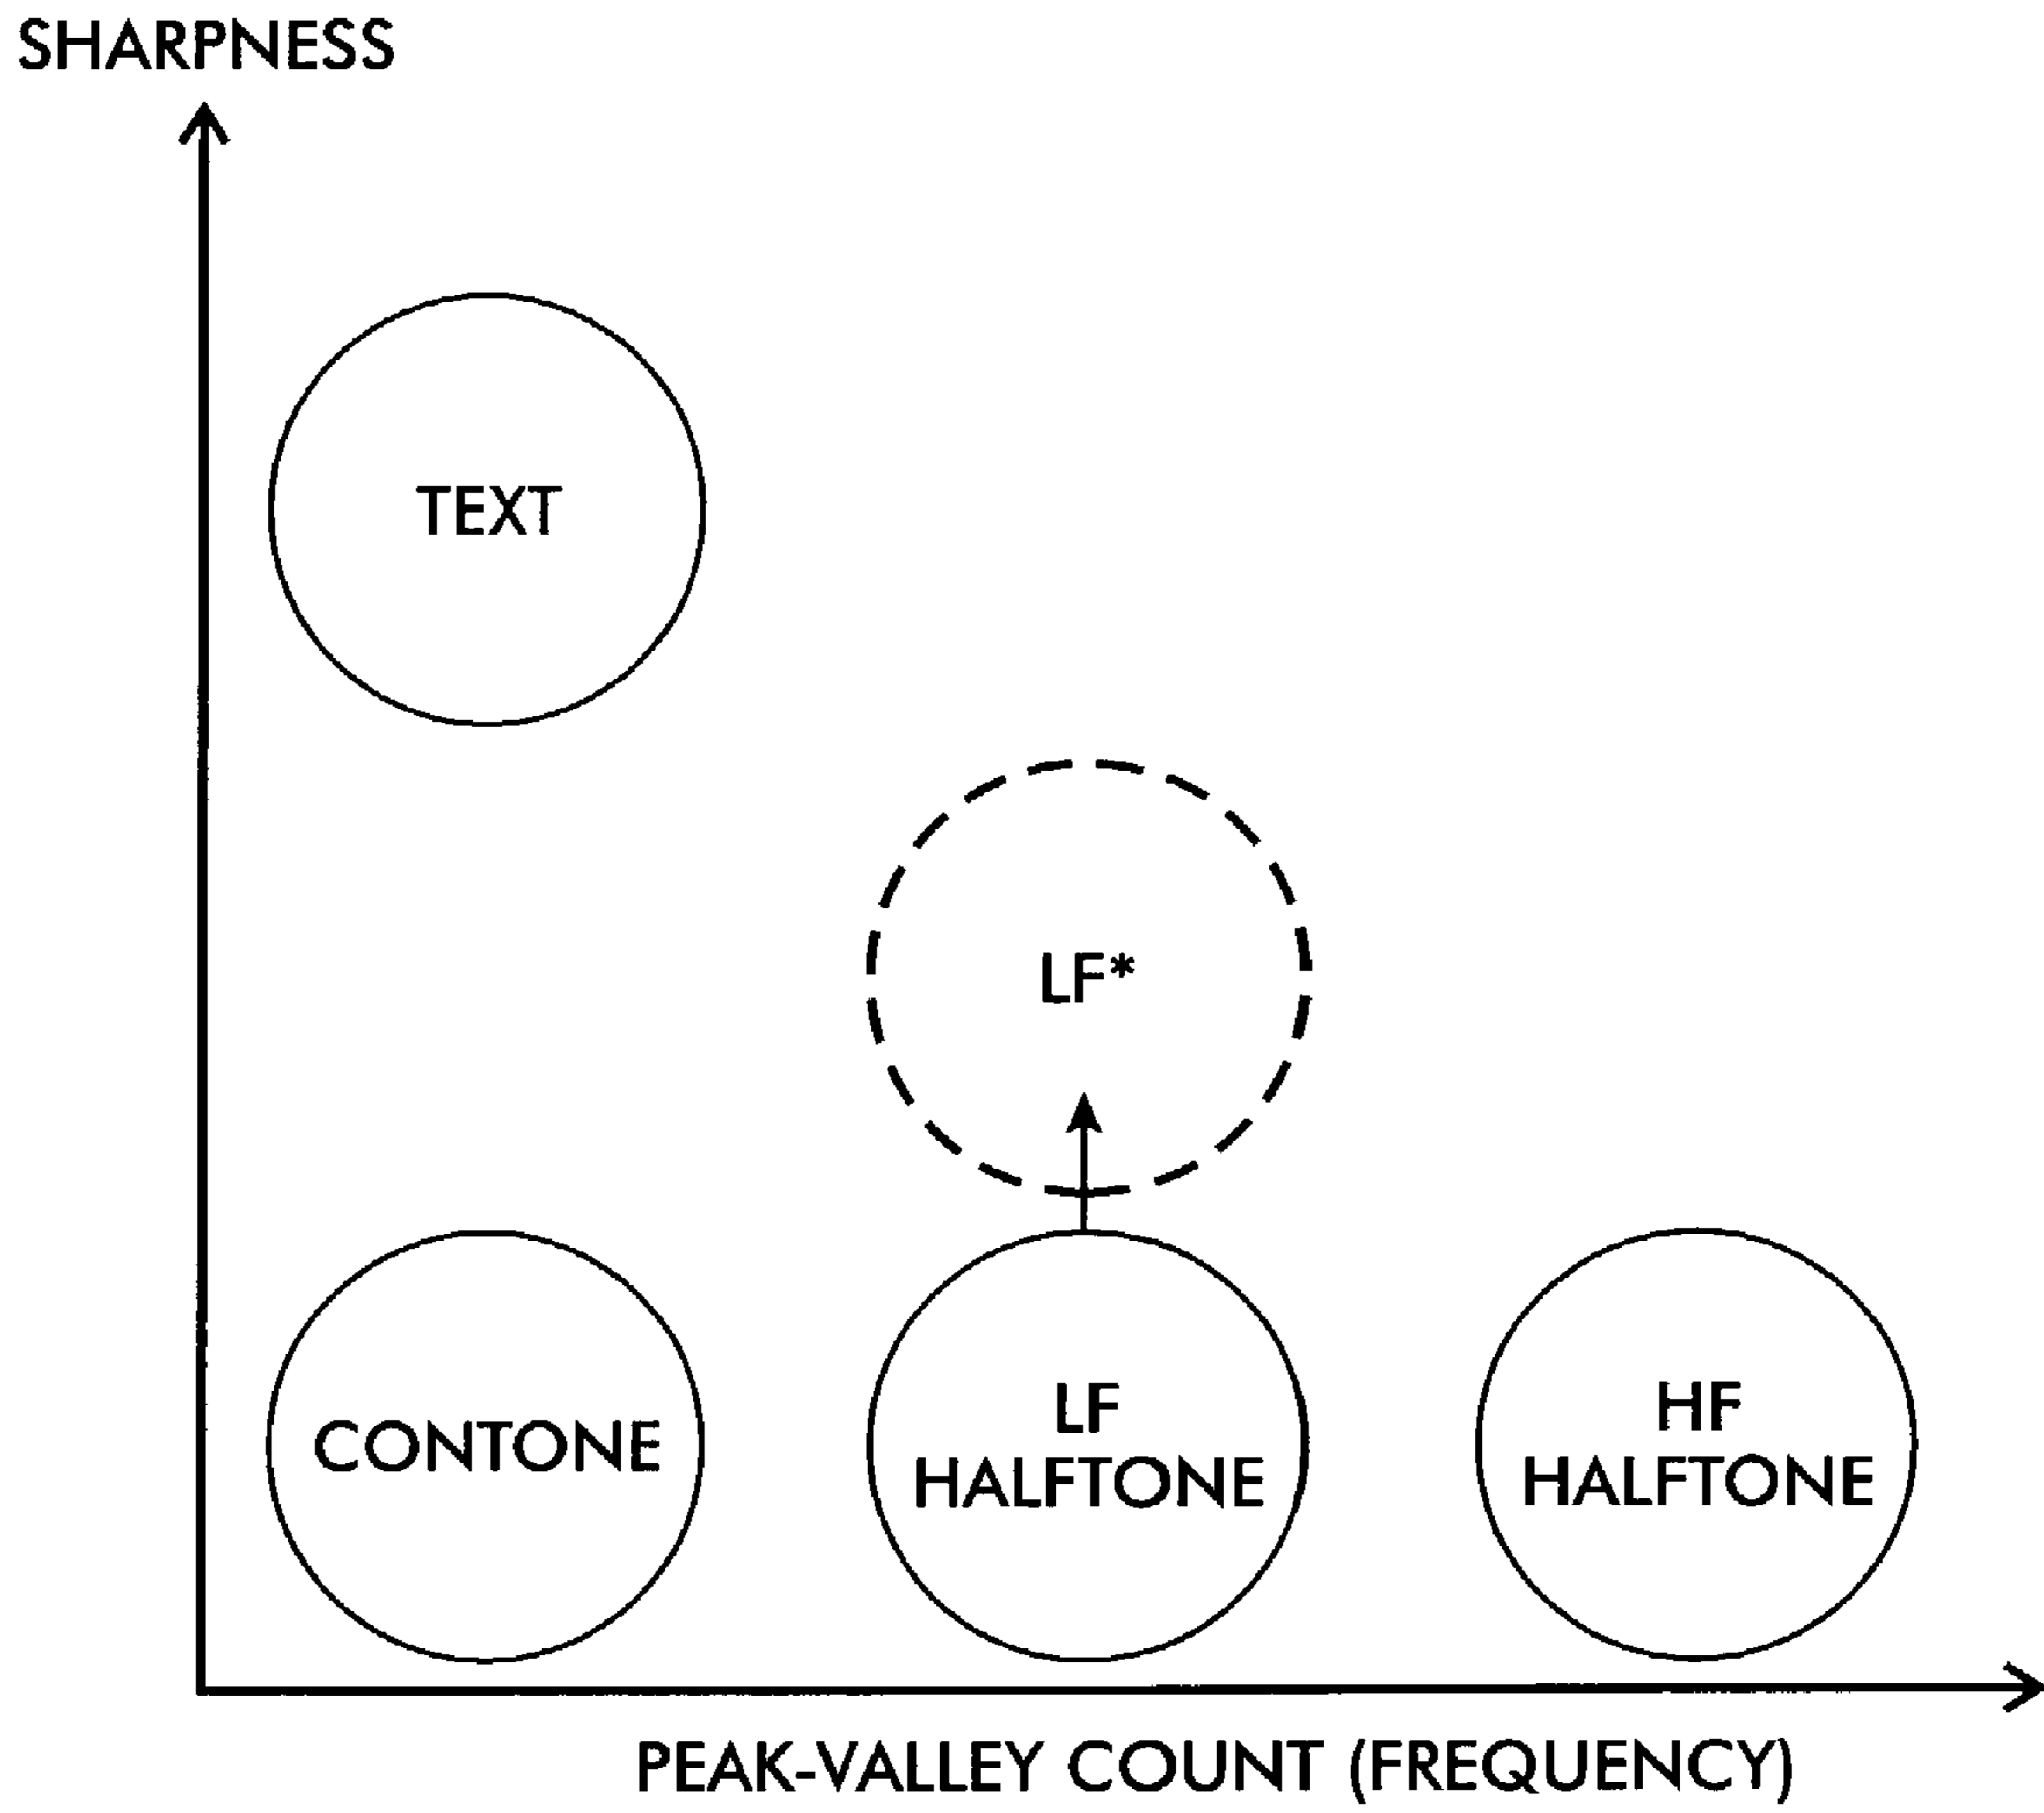 SHARPNESS
TEXT
LF*
CONTONE
LF
HALFTONE
HF
HALFTONE
PEAK-VALLEY COUNT (FREQUENCY)